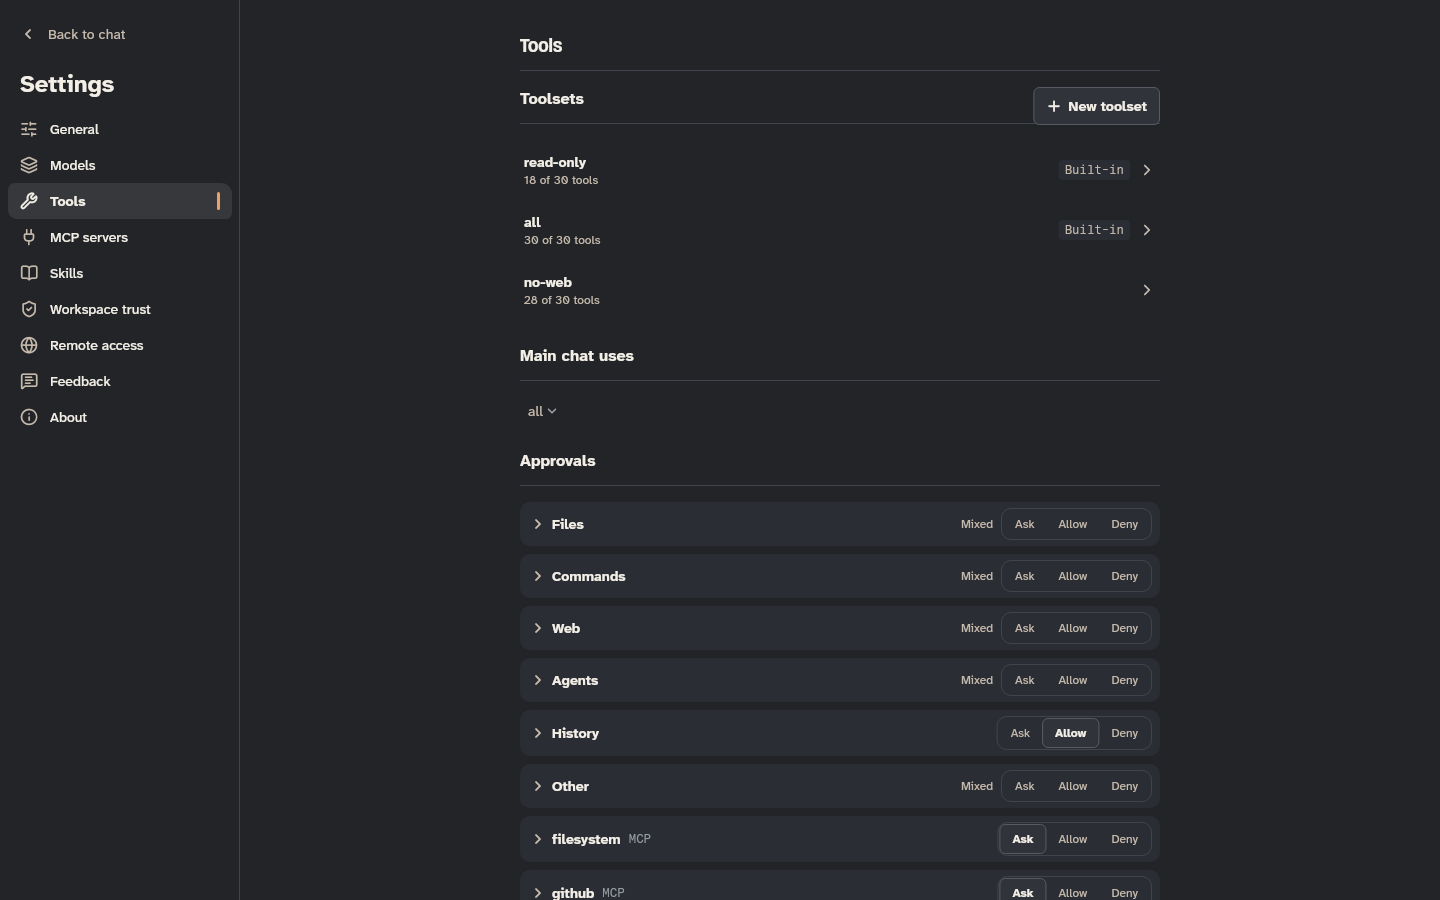 Back to chat
Settings
General
Models
Tools
MCP servers
Skills
Workspace trust
Remote access
Feedback
About
Tools
Toolsets
New toolset
read-only
18 of 30 tools
Built-in
all
30 of 30 tools
Built-in
no-web
28 of 30 tools
Main chat uses
all
Approvals
Files Mixed Ask Allow Deny
Commands Mixed Ask Allow Deny
Web Mixed Ask Allow Deny
Agents Mixed Ask Allow Deny
History Ask Allow Deny
Other Mixed Ask Allow Deny
filesystem MCP Ask Allow Deny
github MCP Ask Allow Deny